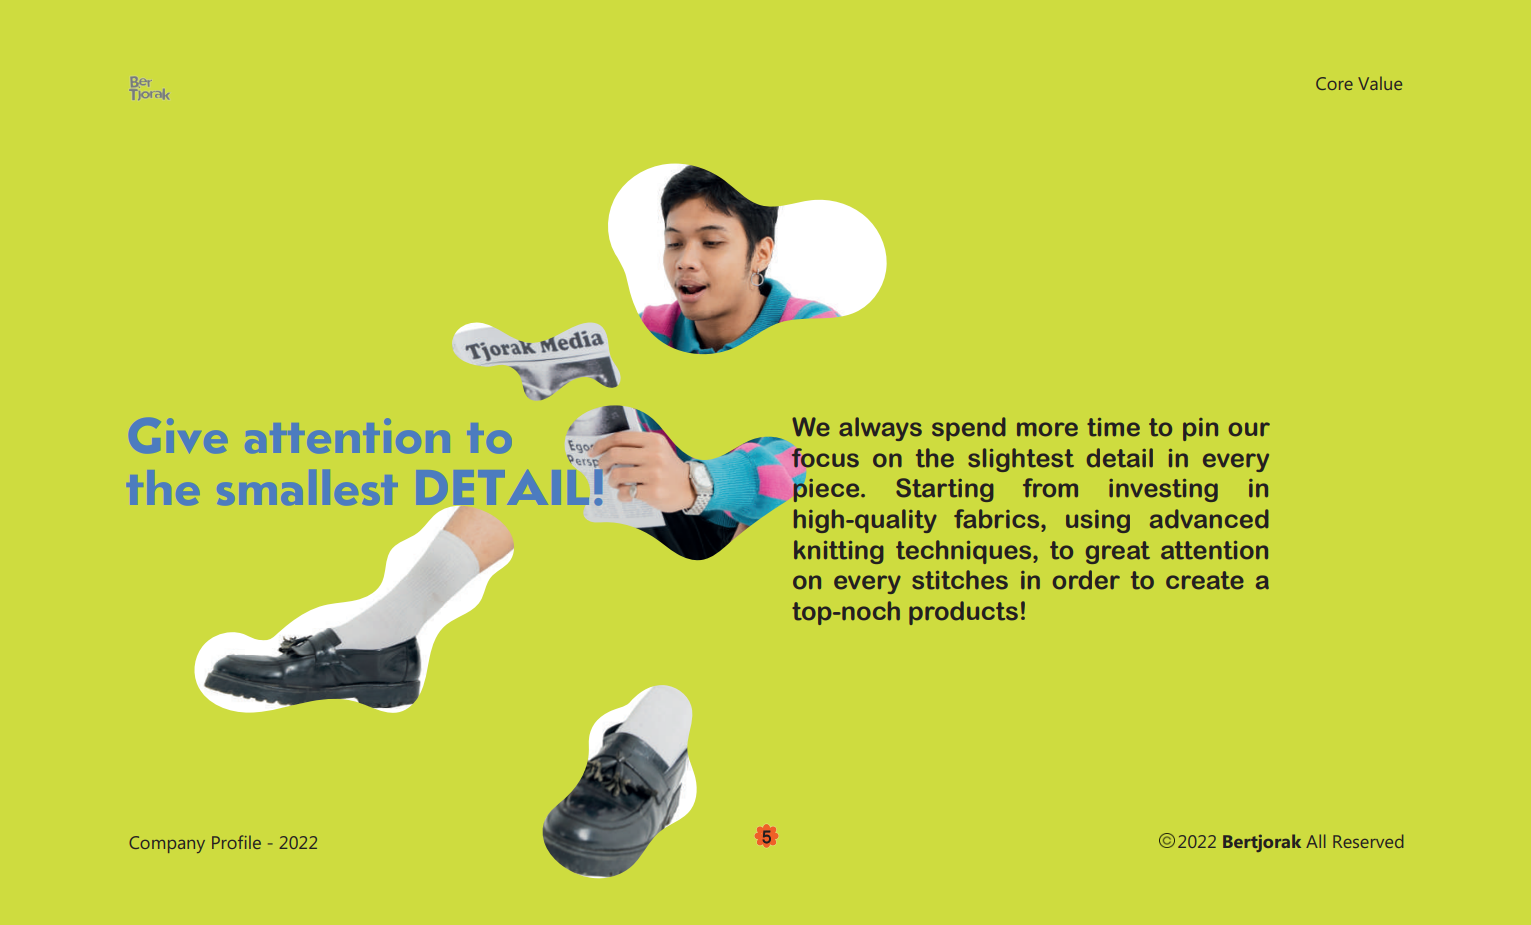 Ber
Tjorak
Core Value
Tjorak Media
Give attention to
the smallest DETAIL!
We always spend more time to pin our
focus on the slightest detail in every
piece. Starting from investing in
high-quality fabrics, using advanced
knitting techniques, to great attention
on every stitches in order to create a
top-noch products!
Company Profile - 2022
5
©2022 Bertjorak All Reserved